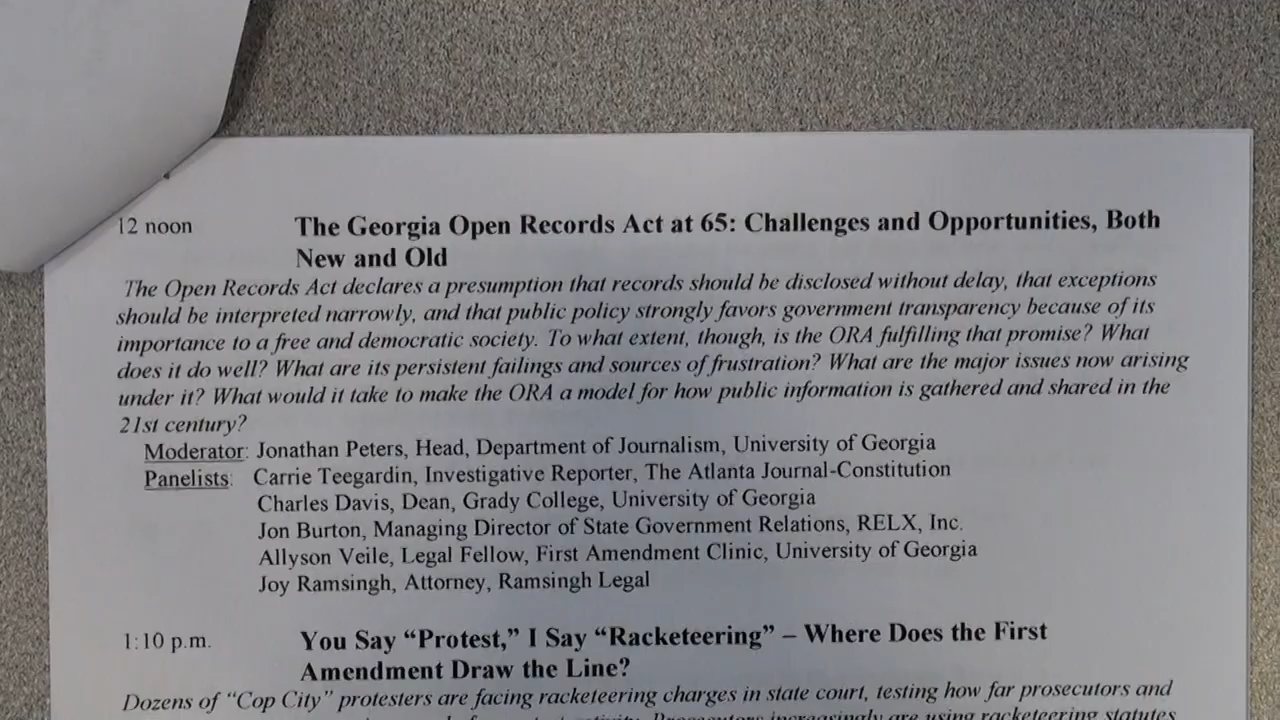 12 noon The Georgia Open Records Act at 65: Challenges and Opportunities, Both
New and Old
The Open Records Act declares a presumption that records should be disclosed without delay, that exceptions
should be interpreted narrowly, and that public policy strongly favors government transparency because of its
importance to a free and democratic society. To what extent, though, is the ORA fulfilling that promise? What
does it do well? What are its persistent failings and sources of frustration? What are the major issues now arising
under it? What would it take to make the ORA a model for how public information is gathered and shared in the
21st century?
Moderator: Jonathan Peters, Head, Department of Journalism, University of Georgia
Panelists: Carrie Teegardin, Investigative Reporter, The Atlanta Journal-Constitution
Charles Davis, Dean, Grady College, University of Georgia
Jon Burton, Managing Director of State Government Relations, RELX, Inc.
Allyson Veile, Legal Fellow, First Amendment Clinic, University of Georgia
Joy Ramsingh, Attorney, Ramsingh Legal
1:10 p.m. You Say “Protest,” I Say “Racketeering” – Where Does the First
Amendment Draw the Line?
Dozens of “Cop City” protesters are facing racketeering charges in state court, testing how far prosecutors and
Prosecutors increasingly are using racketeering statutes